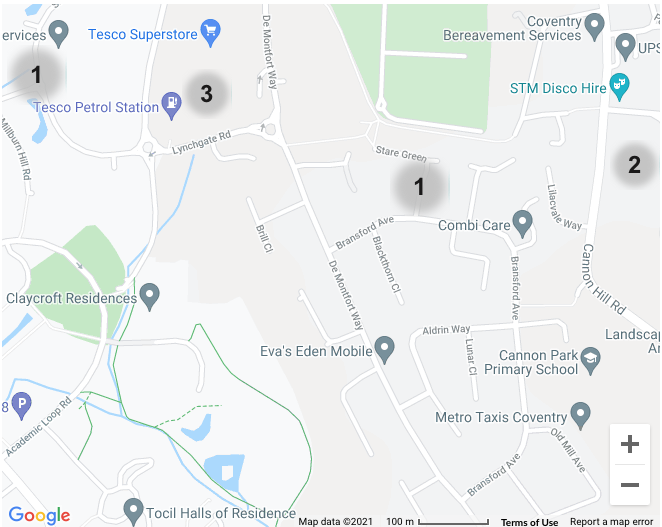 ervices
Tesco Superstore
De Montfort Way
Coventry
Bereavement Services
UPS
1
3
STM Disco Hire
Tesco Petrol Station
Lynchgate Rd
Millburn Hill Rd
Stare Green
2
1
Lilacvale Way
Bransford Ave
Combi Care
Brill Cl
Blackthorn Cl
Cannon Hill Rd
De Montfort Way
Bransford Ave
Claycroft Residences
Aldrin Way
Lunar Cl
Landscap
Ar
Eva's Eden Mobile
Cannon Park
Primary School
8
P
Academic Loop Rd
Metro Taxis Coventry
Old Mill Ave
Bransford Ave
+
−
Google
Tocil Halls of Residence
Map data ©2021
100 m
Terms of Use
Report a map error